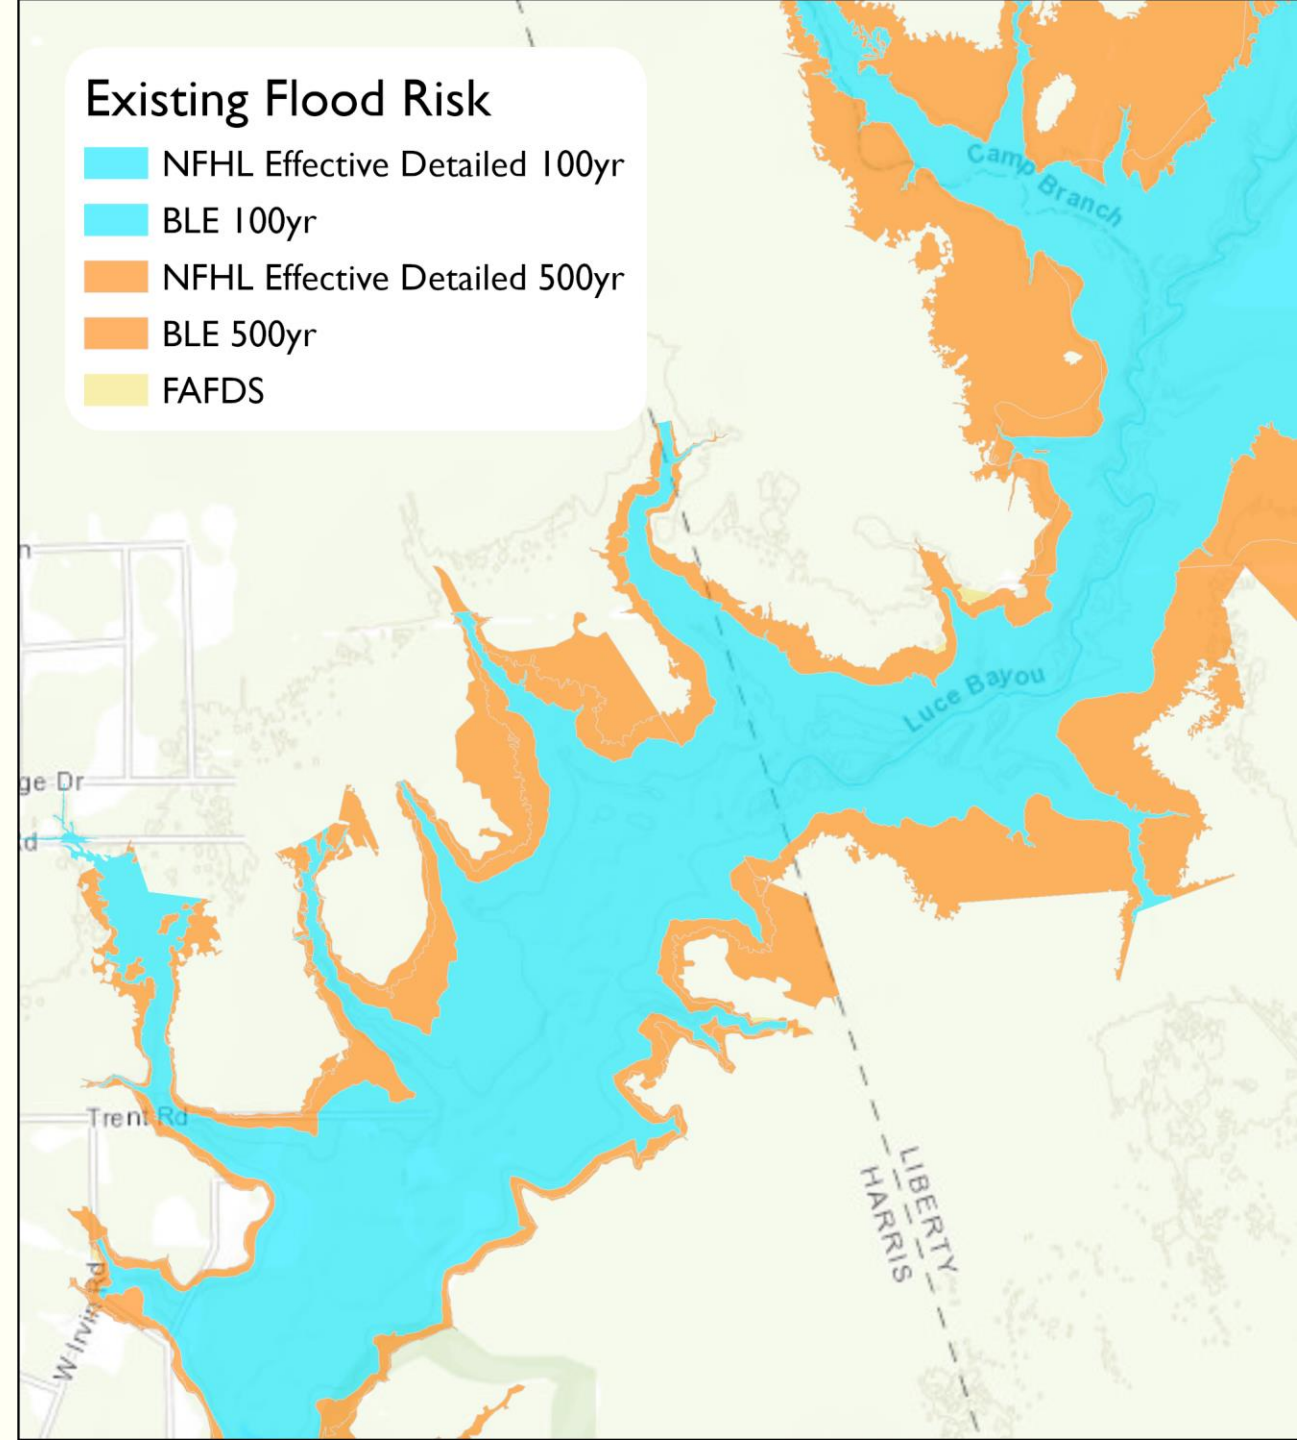 Existing Flood Risk
NFHL Effective Detailed 100yr
BLE 100yr
NFHL Effective Detailed 500yr
BLE 500yr
FAFDS
Camp Branch
n
Luce Bayou
ge Dr
d
Trent Rd
LIBERTY
HARRIS
W Irvin Rd